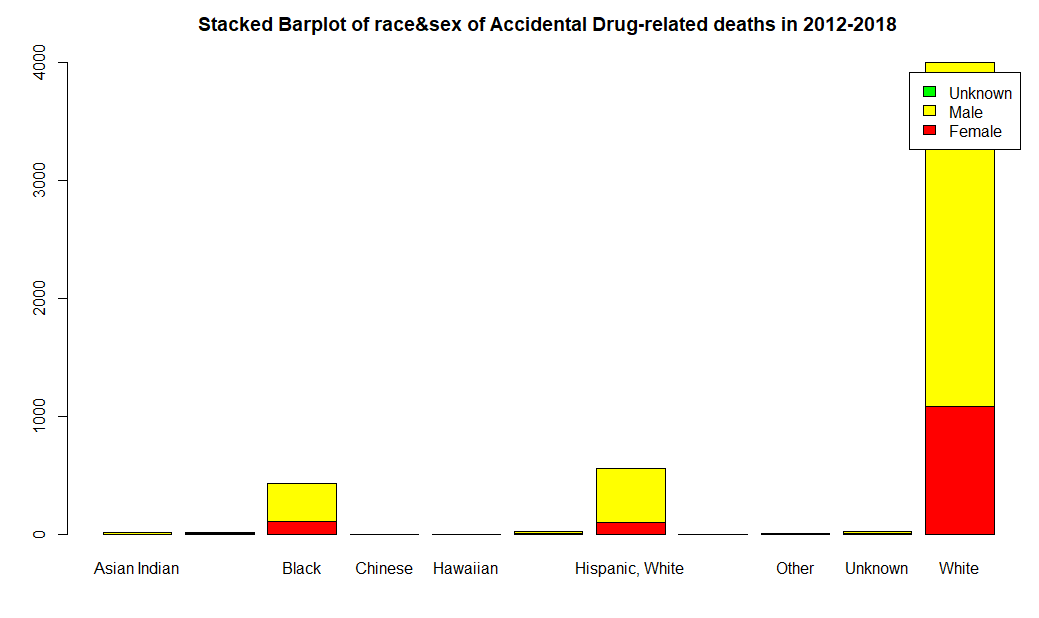 Stacked Barplot of race&sex of Accidental Drug-related deaths in 2012-2018
4000
3000
2000
1000
0
Unknown
Male
Female
Asian Indian
Black
Chinese
Hawaiian
Hispanic, White
Other
Unknown
White